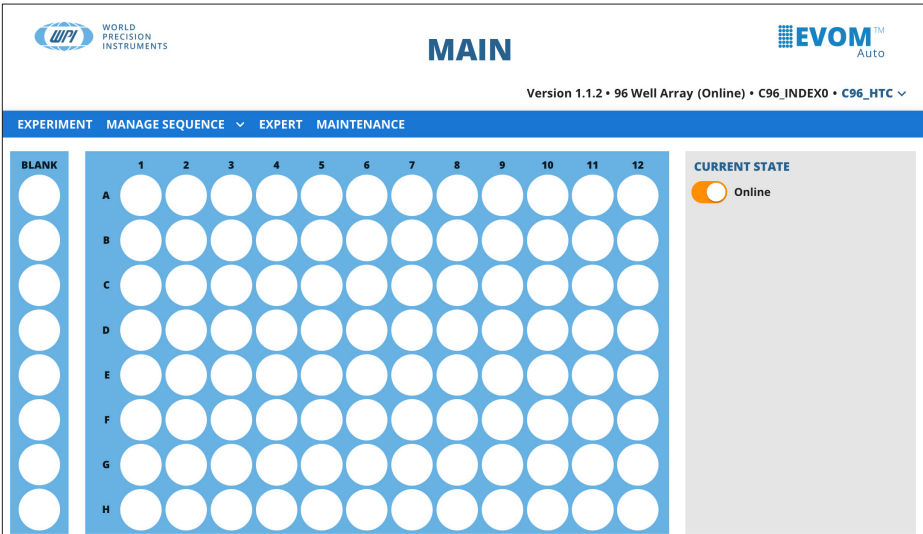 WPI
WORLD
PRECISION
INSTRUMENTS
MAIN
EVOM™
Auto
Version 1.1.2 • 96 Well Array (Online) • C96_INDEX0 • C96_HTC
EXPERIMENT MANAGE SEQUENCE EXPERT MAINTENANCE
BLANK 1 2 3 4 5 6 7 8 9 10 11 12
CURRENT STATE
A
Online
B
C
D
E
F
G
H